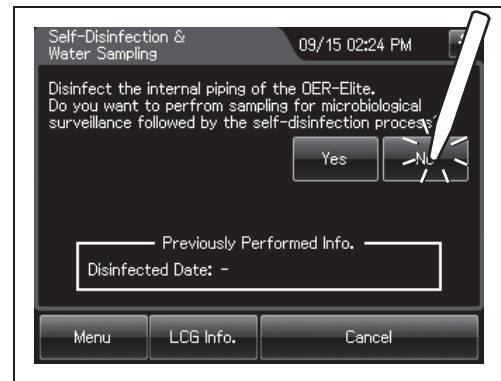 Self-Disinfection &
Water Sampling
09/15 02:24 PM
Disinfect the internal piping of the OER-Elite.
Do you want to perfrom sampling for microbiological
surveillance followed by the self-disinfection process?
Yes
No
Previously Performed Info.
Disinfected Date: -
Menu
LCG Info.
Cancel